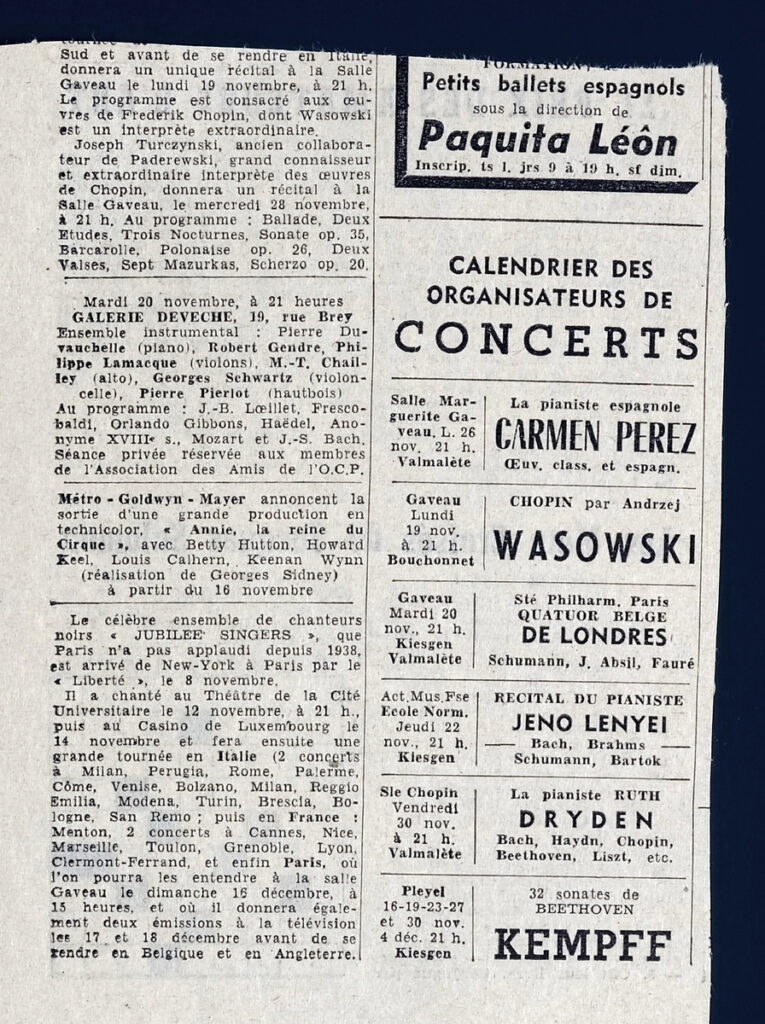 Sud et avant de se rendre en Italie,
donnera un unique récital à la Salle
Gaveau le lundi 19 novembre, à 21 h.
Le programme est consacré aux œu-
vres de Frederik Chopin, dont Wasowski
est un interprète extraordinaire.
Joseph Turczynski, ancien collabora-
teur de Paderewski, grand connaisseur
et extraordinaire interprète des œuvres
de Chopin, donnera un récital à la
Salle Gaveau, le mercredi 28 novembre,
à 21 h. Au programme : Ballade, Deux
Etudes, Trois Nocturnes, Sonate op. 35,
Barcarolle, Polonaise op. 26, Deux
Valses, Sept Mazurkas, Scherzo op. 20.
Mardi 20 novembre, à 21 heures
GALERIE DEVECHE, 19, rue Brey
Ensemble instrumental : Pierre Du-
vauchelle (piano), Robert Gendre, Phi-
lippe Lamacque (violons), M.-T. Chail-
ley (alto), Georges Schwartz (violon-
celle), Pierre Pierlot (hautbois)
Au programme : J.-B. Lœillet, Fresco-
baldi, Orlando Gibbons, Haëdel, Ano-
nyme XVIIIe s., Mozart et J.-S. Bach.
Séance privée réservée aux membres
de l'Association des Amis de l'O.C.P.
Métro - Goldwyn - Mayer annoncent la
sortie d'une grande production en
technicolor, « Annie, la reine du
Cirque », avec Betty Hutton, Howard
Keel, Louis Calhern, Keenan Wynn
(réalisation de Georges Sidney)
à partir du 16 novembre
Le célèbre ensemble de chanteurs
noirs « JUBILEE SINGERS », que
Paris n'a pas applaudi depuis 1938,
est arrivé de New-York à Paris par le
« Liberté », le 8 novembre.
Il a chanté au Théâtre de la Cité
Universitaire le 12 novembre, à 21 h.,
puis au Casino de Luxembourg le
14 novembre et fera ensuite une
grande tournée en Italie (2 concerts
à Milan, Perugia, Rome, Palerme,
Côme, Venise, Bolzano, Milan, Reggio
Emilia, Modena, Turin, Brescia, Bo-
logne, San Remo ; puis en France :
Menton, 2 concerts à Cannes, Nice,
Marseille, Toulon, Grenoble, Lyon,
Clermont-Ferrand, et enfin Paris, où
l'on pourra les entendre à la salle
Gaveau le dimanche 16 décembre, à
15 heures, et où il donnera égale-
ment deux émissions à la télévision
les 17 et 18 décembre avant de se
rendre en Belgique et en Angleterre.
FORMATION
Petits ballets espagnols
sous la direction de
Paquita Léôn
Inscrip. ts l. jrs 9 à 19 h. sf dim.
CALENDRIER DES
ORGANISATEURS DE
CONCERTS
Salle Mar-
guerite Ga-
veau. L. 26
nov. 21 h.
Valmalète
La pianiste espagnole
CARMEN PEREZ
Œuv. class. et espagn.
Gaveau
Lundi
19 nov.
à 21 h.
Bouchonnet
CHOPIN par Andrzej
WASOWSKI
Gaveau
Mardi 20
nov., 21 h.
Kiesgen
Valmalète
Sté Philharm. Paris
QUATUOR BELGE
DE LONDRES
Schumann, J. Absil, Fauré
Act.Mus.Fse
Ecole Norm.
Jeudi 22
nov., 21 h.
Kiesgen
RECITAL DU PIANISTE
JENO LENYEI
Bach, Brahms
Schumann, Bartok
Sle Chopin
Vendredi
30 nov.
à 21 h.
Valmalète
La pianiste RUTH
DRYDEN
Bach, Haydn, Chopin,
Beethoven, Liszt, etc.
Pleyel
16-19-23-27
et 30 nov.
4 déc. 21 h.
Kiesgen
32 sonates de
BEETHOVEN
KEMPFF